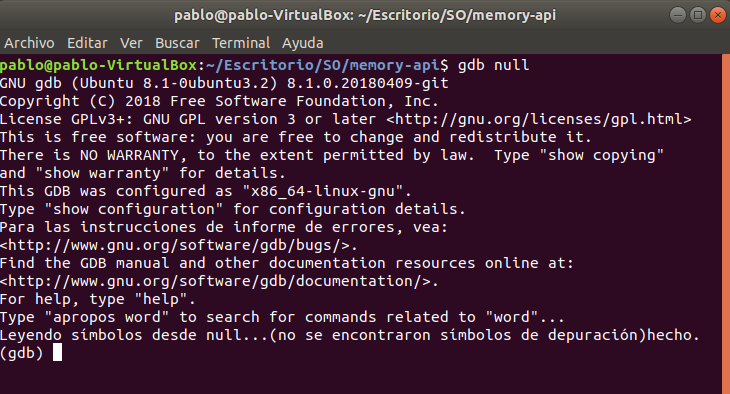 pablo@pablo-VirtualBox: ~/Escritorio/SO/memory-api
Archivo Editar Ver Buscar Terminal Ayuda
pablo@pablo-VirtualBox:~/Escritorio/SO/memory-api$ gdb null
GNU gdb (Ubuntu 8.1-0ubuntu3.2) 8.1.0.20180409-git
Copyright (C) 2018 Free Software Foundation, Inc.
License GPLv3+: GNU GPL version 3 or later <http://gnu.org/licenses/gpl.html>
This is free software: you are free to change and redistribute it.
There is NO WARRANTY, to the extent permitted by law.  Type "show copying"
and "show warranty" for details.
This GDB was configured as "x86_64-linux-gnu".
Type "show configuration" for configuration details.
Para las instrucciones de informe de errores, vea:
<http://www.gnu.org/software/gdb/bugs/>.
Find the GDB manual and other documentation resources online at:
<http://www.gnu.org/software/gdb/documentation/>.
For help, type "help".
Type "apropos word" to search for commands related to "word"...
Leyendo símbolos desde null...(no se encontraron símbolos de depuración)hecho.
(gdb)